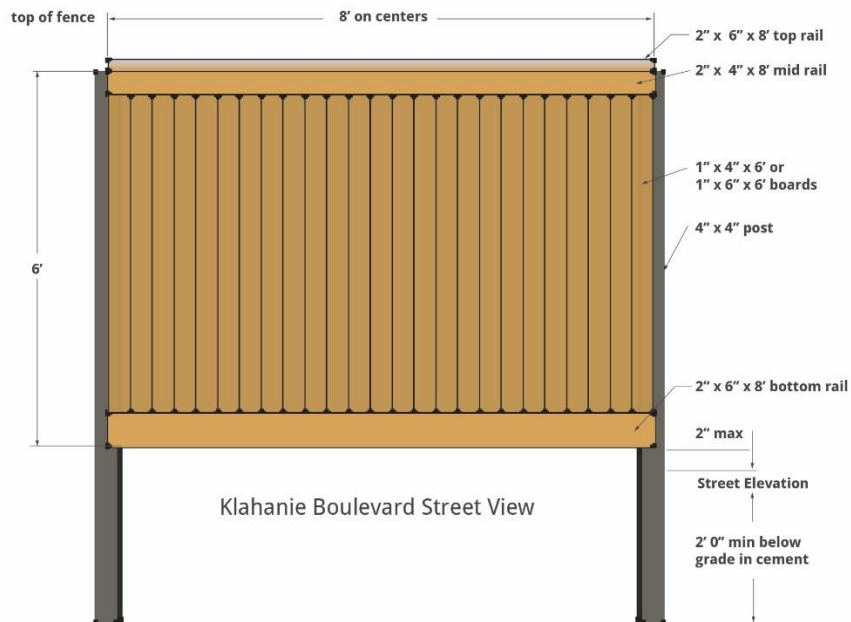 top of fence
8’ on centers
2” x 6” x 8’ top rail
2” x 4” x 8’ mid rail
1” x 4” x 6’ or
1” x 6” x 6’ boards
4” x 4” post
6’
2” x 6” x 8’ bottom rail
2” max
Street Elevation
Klahanie Boulevard Street View
2’ 0” min below
grade in cement